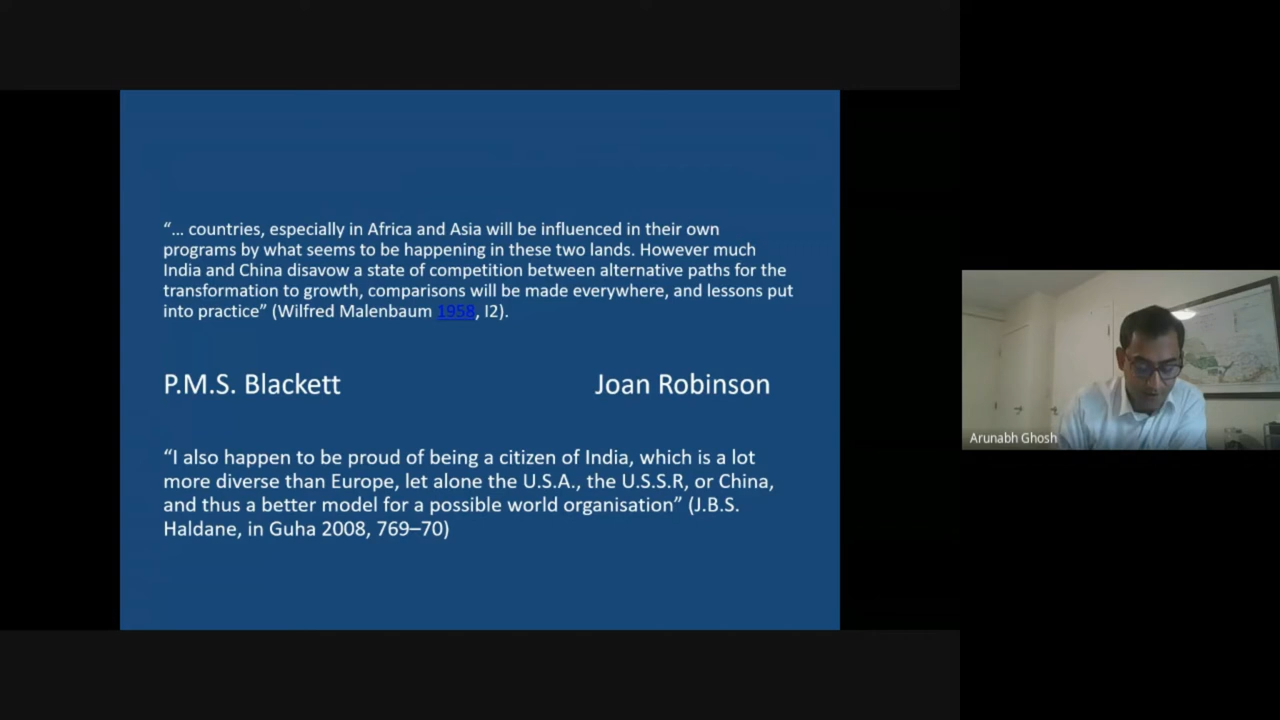 “... countries, especially in Africa and Asia will be influenced in their own
programs by what seems to be happening in these two lands. However much
India and China disavow a state of competition between alternative paths for the
transformation to growth, comparisons will be made everywhere, and lessons put
into practice” (Wilfred Malenbaum 1958, I2).
P.M.S. Blackett
Joan Robinson
“I also happen to be proud of being a citizen of India, which is a lot
more diverse than Europe, let alone the U.S.A., the U.S.S.R, or China,
and thus a better model for a possible world organisation” (J.B.S.
Haldane, in Guha 2008, 769–70)
Arunabh Ghosh